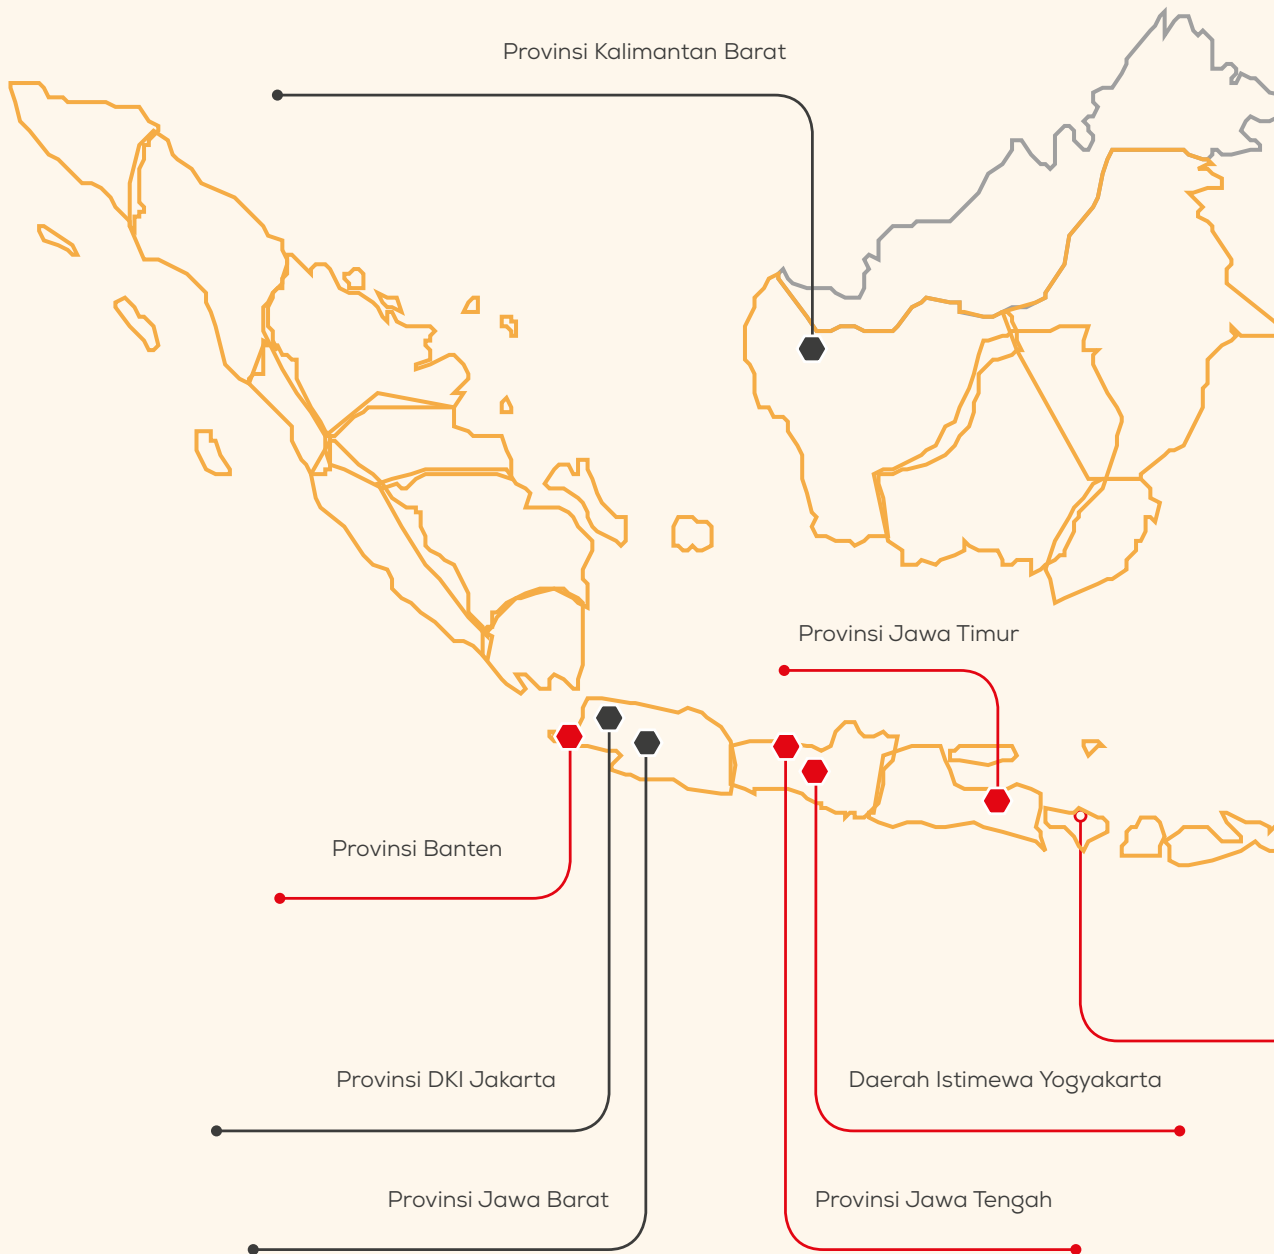 Provinsi Kalimantan Barat
Provinsi Jawa Timur
Provinsi Banten
Provinsi DKI Jakarta
Daerah Istimewa Yogyakarta
Provinsi Jawa Barat
Provinsi Jawa Tengah